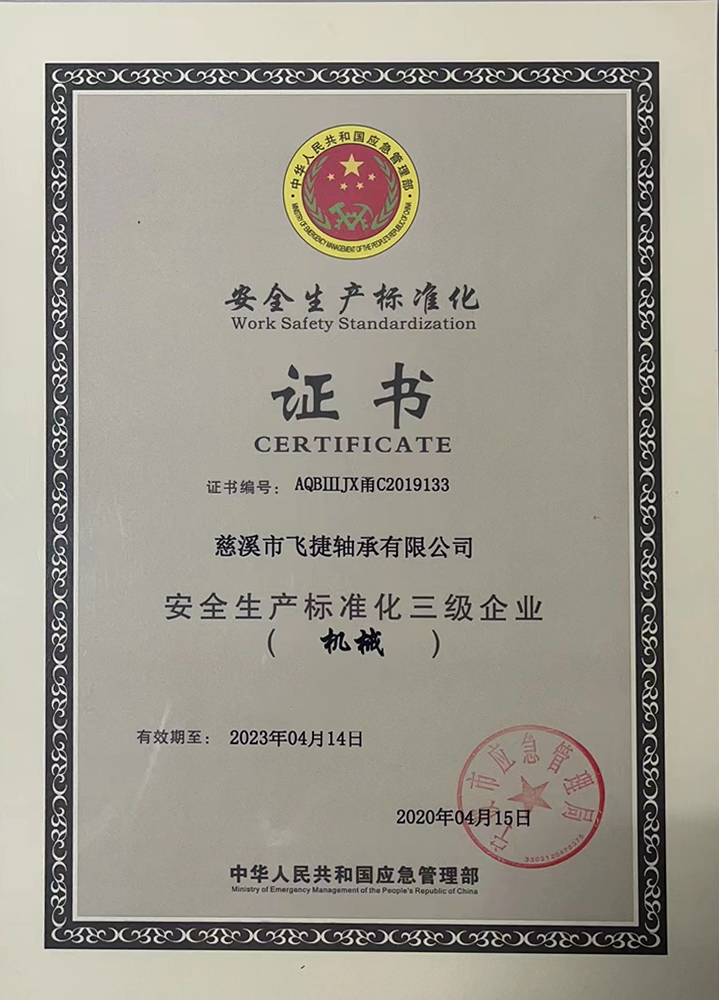 中华人民共和国应急管理部
MINISTRY OF EMERGENCY MANAGEMENT OF THE PEOPLE'S REPUBLIC OF CHINA
安全生产标准化
Work Safety Standardization
证书
CERTIFICATE
证书编号： AQBⅢJX甬C2019133
慈溪市飞捷轴承有限公司
安全生产标准化三级企业
（ 机械 ）
有效期至： 2023年04月14日
市应急管理局
2020年04月15日
中华人民共和国应急管理部
Ministry of Emergency Management of the People's Republic of China